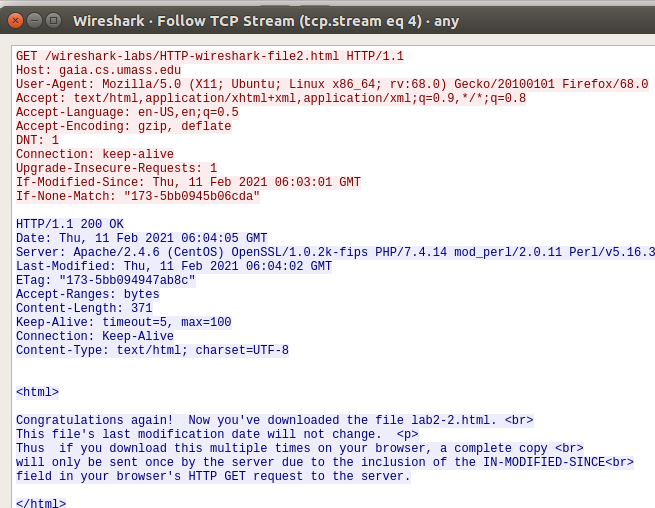 Wireshark · Follow TCP Stream (tcp.stream eq 4) · any
GET /wireshark-labs/HTTP-wireshark-file2.html HTTP/1.1
Host: gaia.cs.umass.edu
User-Agent: Mozilla/5.0 (X11; Ubuntu; Linux x86_64; rv:68.0) Gecko/20100101 Firefox/68.0
Accept: text/html,application/xhtml+xml,application/xml;q=0.9,*/*;q=0.8
Accept-Language: en-US,en;q=0.5
Accept-Encoding: gzip, deflate
DNT: 1
Connection: keep-alive
Upgrade-Insecure-Requests: 1
If-Modified-Since: Thu, 11 Feb 2021 06:03:01 GMT
If-None-Match: "173-5bb0945b06cda"
HTTP/1.1 200 OK
Date: Thu, 11 Feb 2021 06:04:05 GMT
Server: Apache/2.4.6 (CentOS) OpenSSL/1.0.2k-fips PHP/7.4.14 mod_perl/2.0.11 Perl/v5.16.3
Last-Modified: Thu, 11 Feb 2021 06:04:02 GMT
ETag: "173-5bb094947ab8c"
Accept-Ranges: bytes
Content-Length: 371
Keep-Alive: timeout=5, max=100
Connection: Keep-Alive
Content-Type: text/html; charset=UTF-8
<html>
Congratulations again!  Now you've downloaded the file lab2-2.html. <br>
This file's last modification date will not change.  <p>
Thus  if you download this multiple times on your browser, a complete copy <br>
will only be sent once by the server due to the inclusion of the IN-MODIFIED-SINCE<br>
field in your browser's HTTP GET request to the server.
</html>